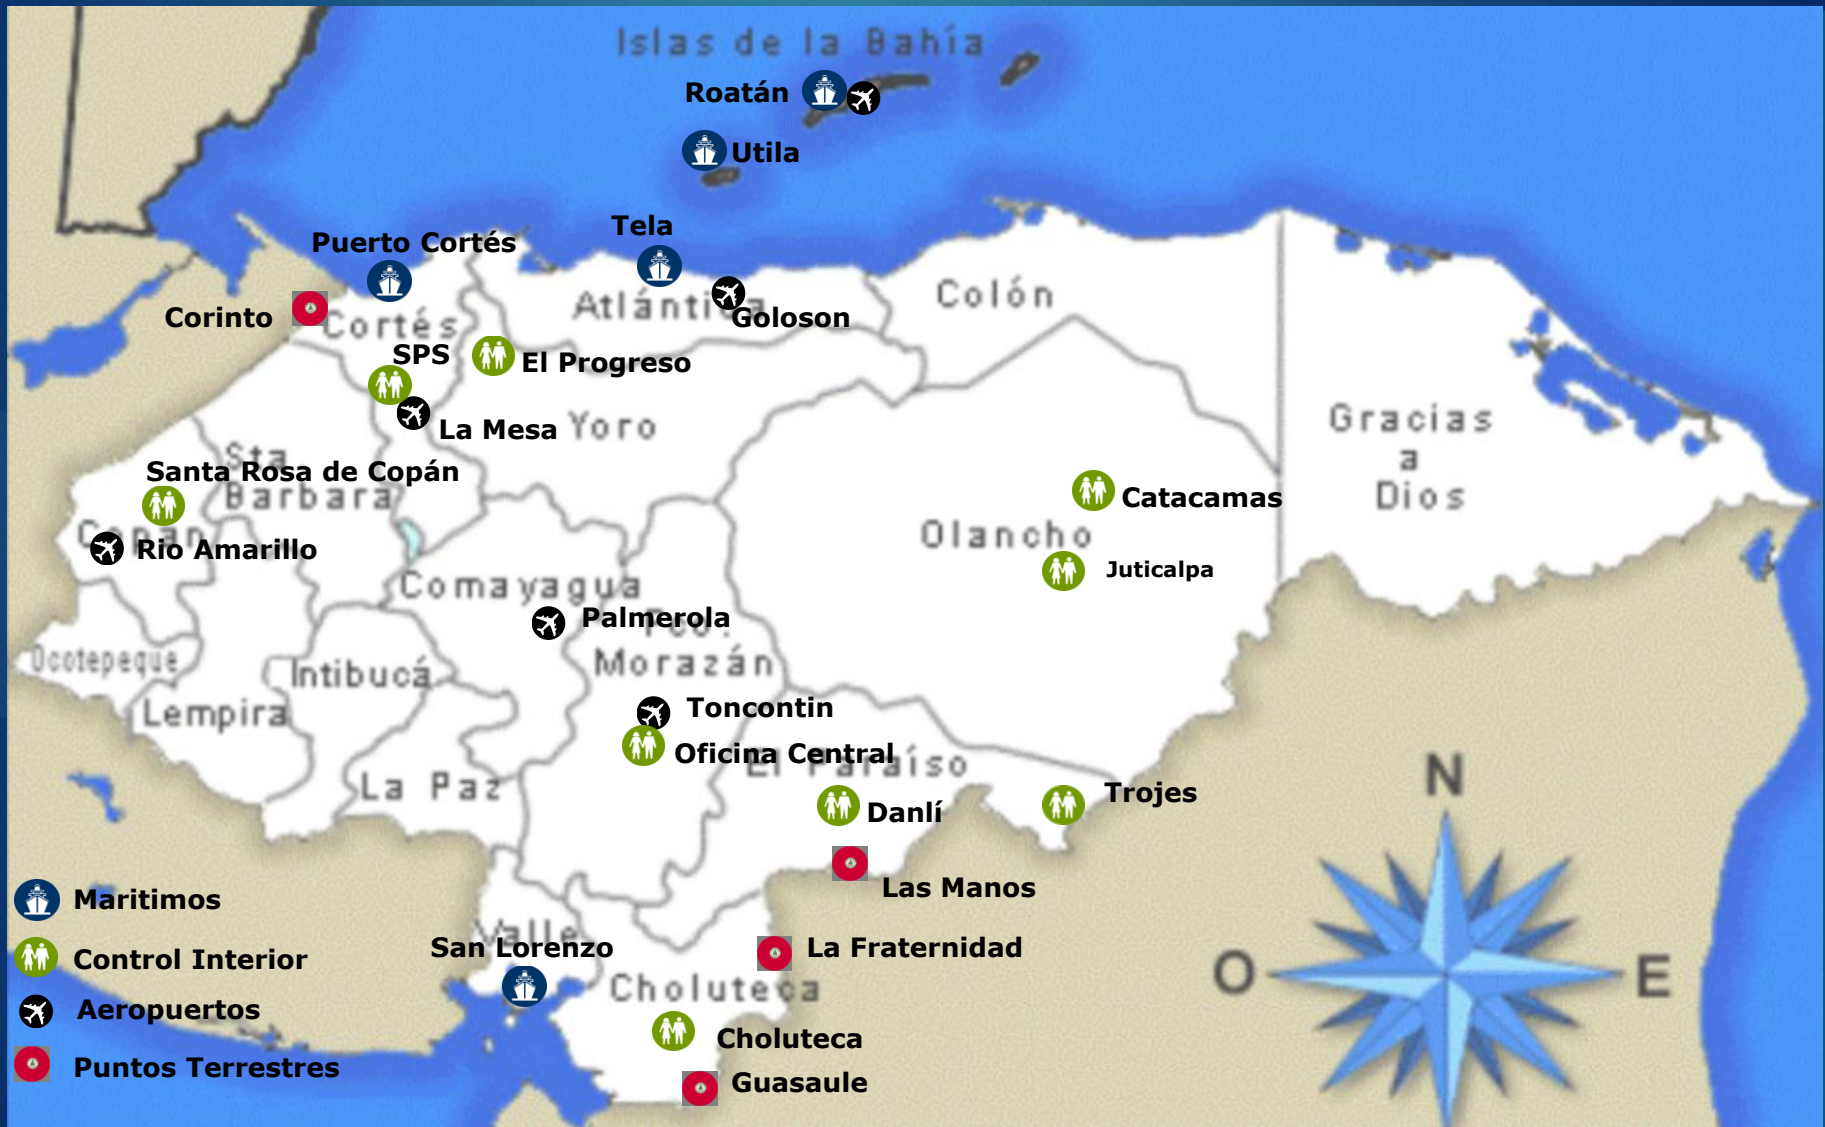 Islas de la Bahía
Roatán
Utila
Tela
Puerto Cortés
Colón
Atlántida
Goloson
Corinto
Cortés
SPS
El Progreso
La Mesa
Yoro
Gracias
a
Dios
Sta
Santa Rosa de Copán
Barbara
Catacamas
Copán
Rio Amarillo
Olancho
Juticalpa
Comayagua
Palmerola
Fco.
Morazán
Ocotepeque
Intibucá
Lempira
Toncontin
Oficina Central
El Paraíso
La Paz
Danlí
Trojes
N
Las Manos
Maritimos
Valle
San Lorenzo
La Fraternidad
Control Interior
O
E
Choluteca
Aeropuertos
Choluteca
Puntos Terrestres
Guasaule